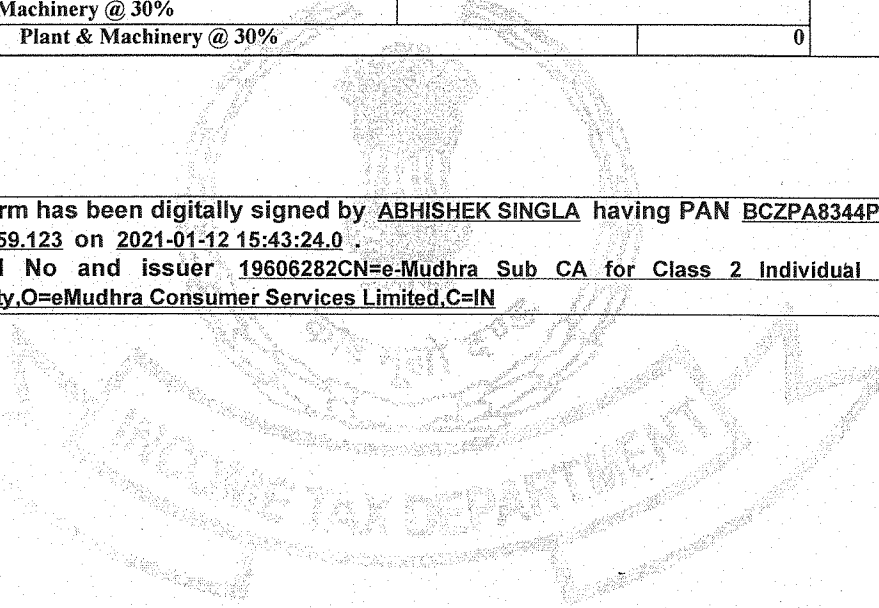 Machinery @ 30%
Plant & Machinery @ 30% 0
rm has been digitally signed by ABHISHEK SINGLA having PAN BCZPA8344P
59.123 on 2021-01-12 15:43:24.0 .
l No and issuer 19606282CN=e-Mudhra Sub CA for Class 2 Individual
ty,O=eMudhra Consumer Services Limited,C=IN
INCOME TAX DEPARTMENT